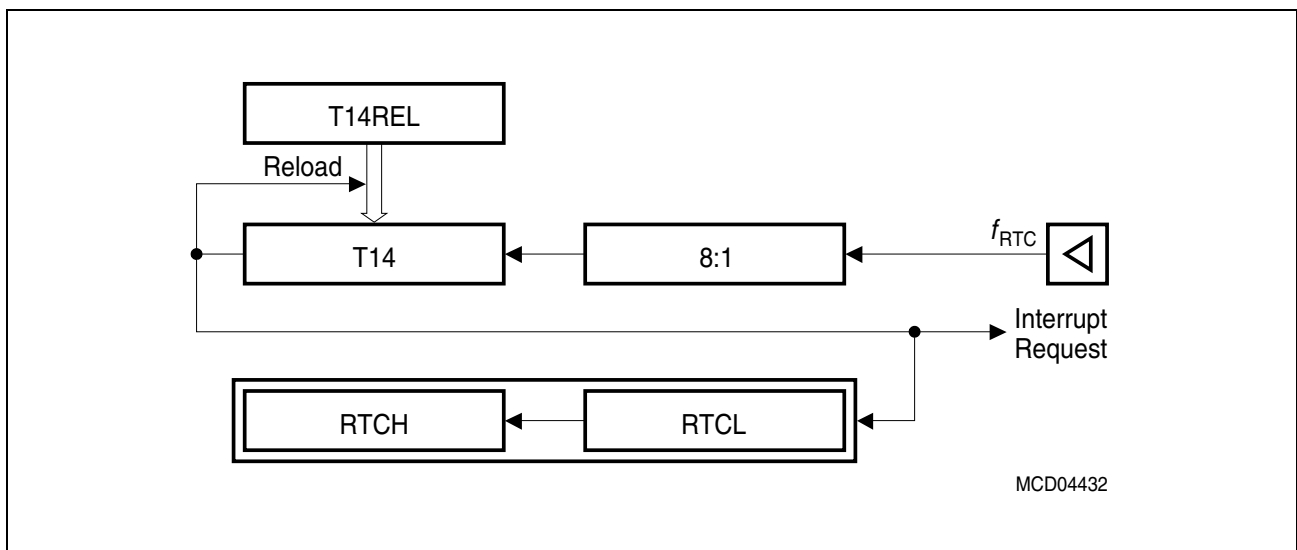 T14REL
Reload
T14
8:1
fRTC
Interrupt
Request
RTCH
RTCL
MCD04432